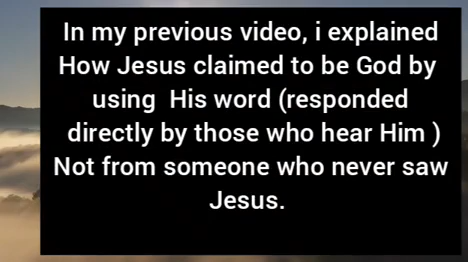 In my previous video, i explained
How Jesus claimed to be God by
using His word (responded
directly by those who hear Him )
Not from someone who never saw
Jesus.